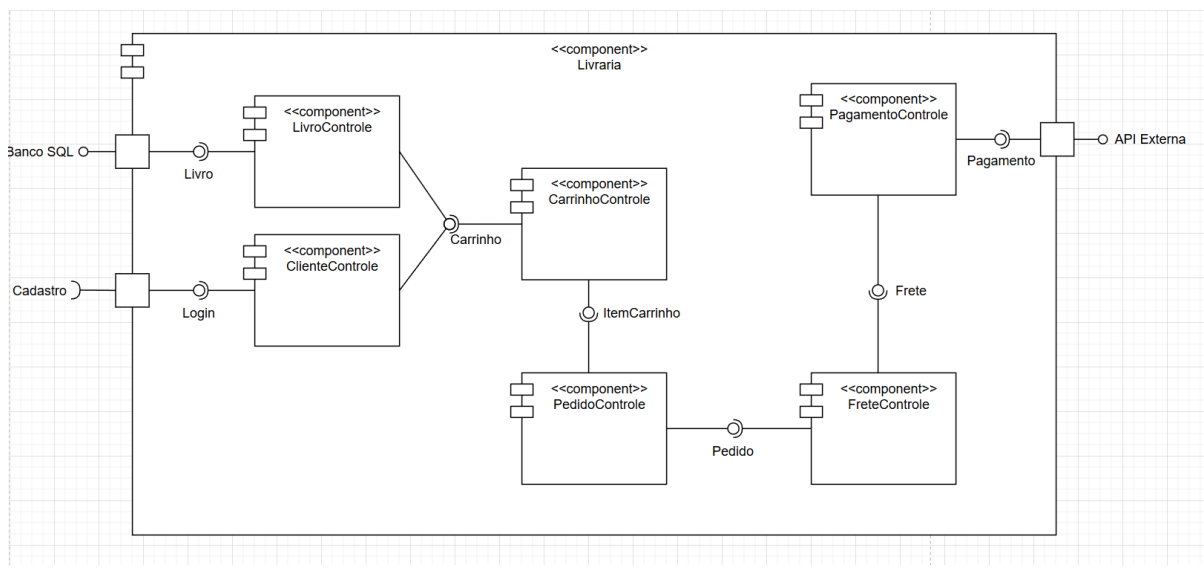 <<component>>
Livraria
<<component>>
LivroControle
<<component>>
PagamentoControle
Banco SQL
Livro
Pagamento
API Externa
<<component>>
CarrinhoControle
Carrinho
<<component>>
ClienteControle
Cadastro
Login
ItemCarrinho
Frete
<<component>>
PedidoControle
<<component>>
FreteControle
Pedido